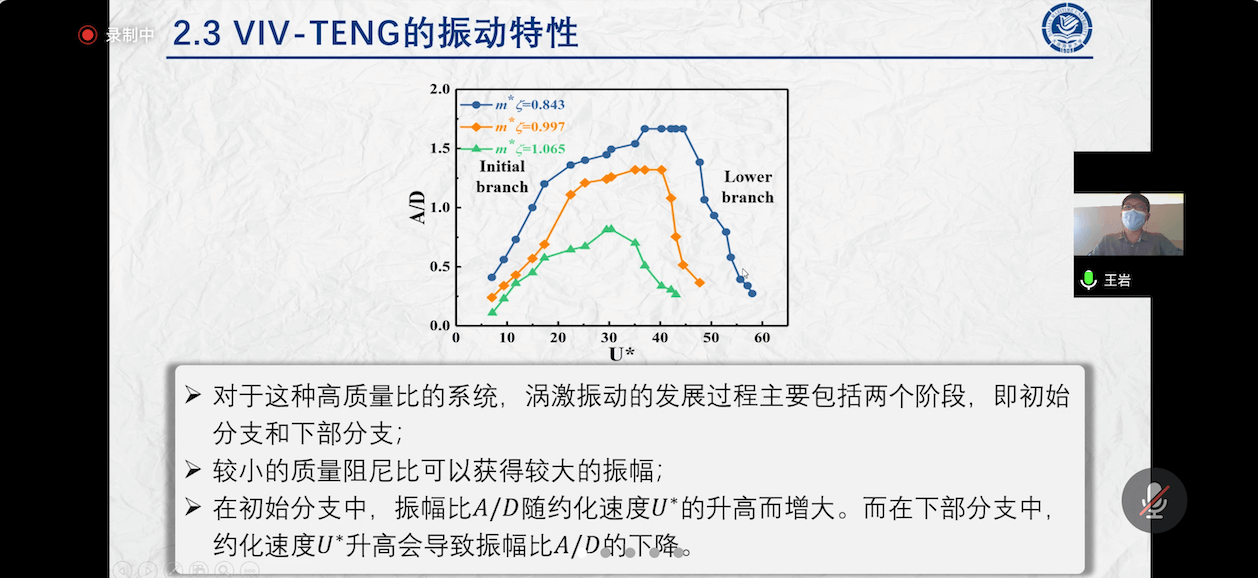 录制中
2.3 VIV-TENG的振动特性
2.0
1.5
1.0
0.5
0.0
A/D
m*ζ=0.843
m*ζ=0.997
m*ζ=1.065
Initial
branch
Lower
branch
0 10 20 30 40 50 60
U*
王岩
➢ 对于这种高质量比的系统，涡激振动的发展过程主要包括两个阶段，即初始
分支和下部分支；
➢ 较小的质量阻尼比可以获得较大的振幅；
➢ 在初始分支中，振幅比A/D随约化速度U*的升高而增大。而在下部分支中，
约化速度U*升高会导致振幅比A/D的下降。